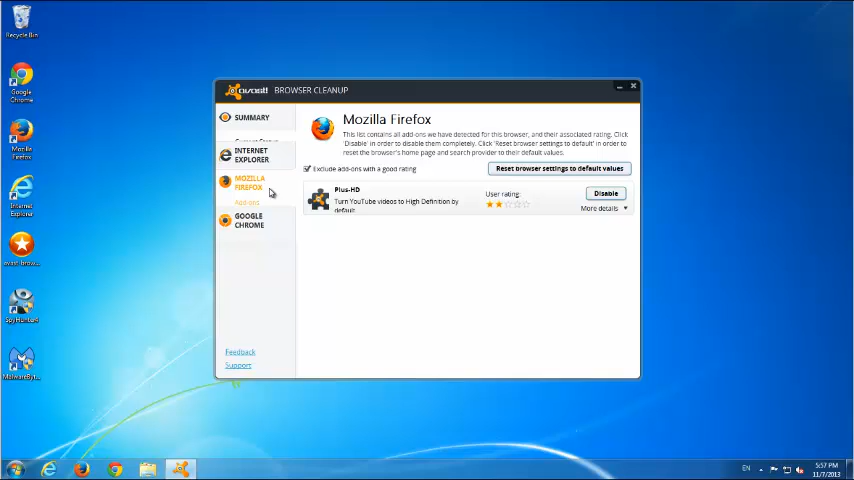 Recycle Bin
Google
Chrome
Mozilla
Firefox
Internet
Explorer
avast! brow...
SpyHunter4
MalwareByt...
avast! BROWSER CLEANUP
SUMMARY
INTERNET
EXPLORER
MOZILLA
FIREFOX
Add-ons
GOOGLE
CHROME
Feedback
Support
Mozilla Firefox
This list contains all add-ons we have detected for this browser, and their associated rating. Click
'Disable' in order to disable them completely. Click 'Reset browser settings to default' in order to
reset the browser's home page and search provider to their default values.
Exclude add-ons with a good rating
Reset browser settings to default values
Plus-HD
Turn YouTube videos to High Definition by
default
User rating:
Disable
More details
EN
5:57 PM
11/7/2013